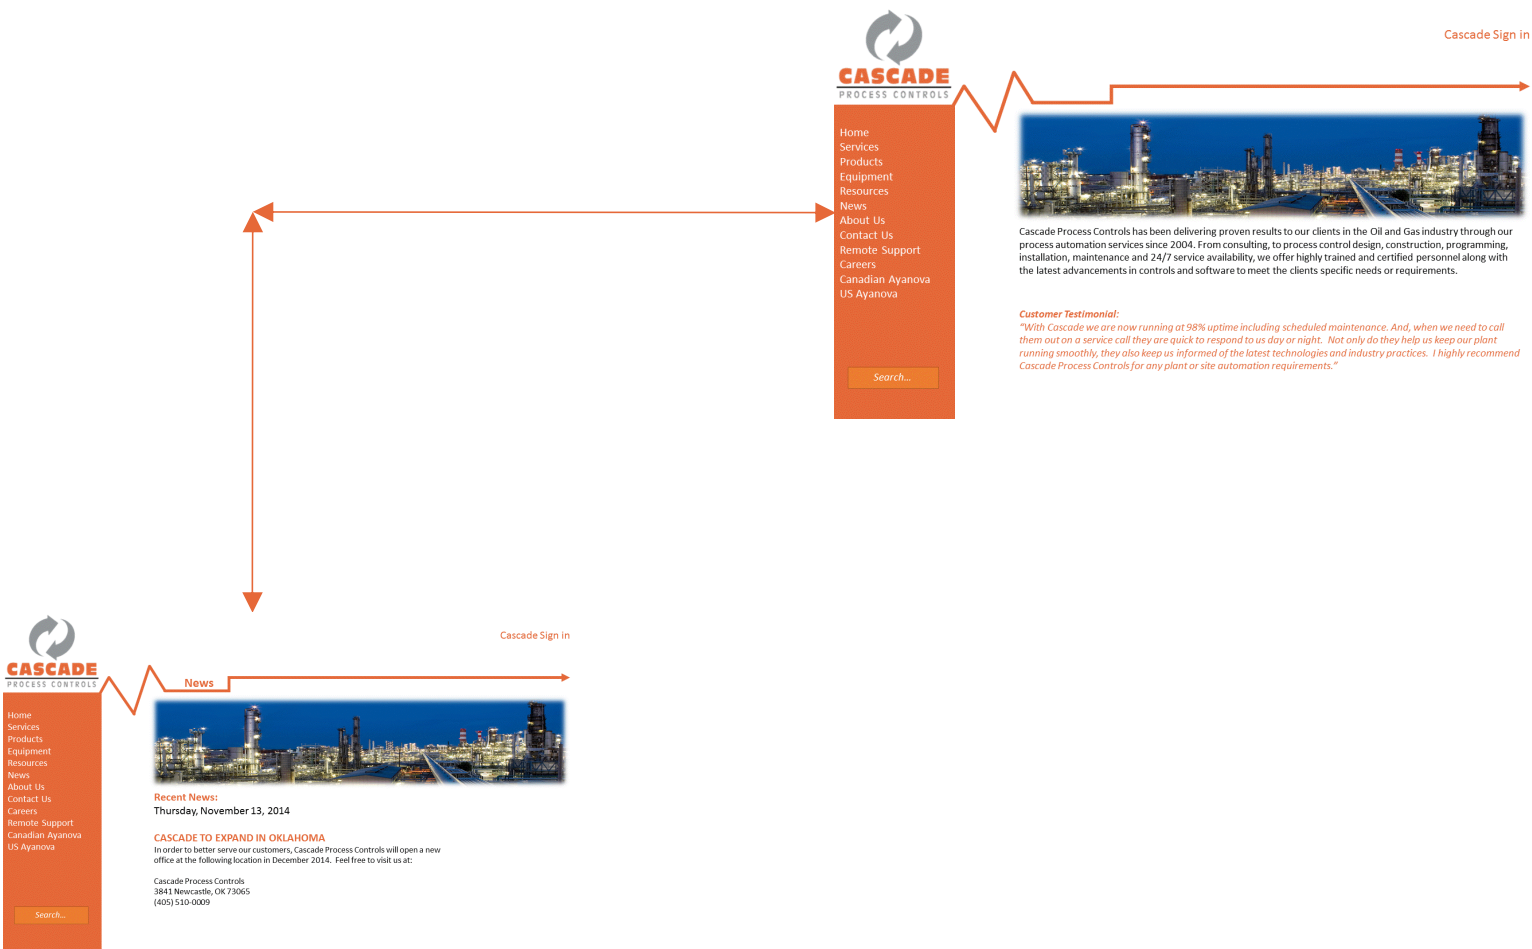 Cascade Sign in
CASCADE
PROCESS CONTROLS
Home
Services
Products
Equipment
Resources
News
About Us
Contact Us
Remote Support
Careers
Canadian Ayanova
US Ayanova
Search...
Cascade Process Controls has been delivering proven results to our clients in the Oil and Gas industry through our
process automation services since 2004. From consulting, to process control design, construction, programming,
installation, maintenance and 24/7 service availability, we offer highly trained and certified personnel along with
the latest advancements in controls and software to meet the clients specific needs or requirements.
Customer Testimonial:
“With Cascade we are now running at 98% uptime including scheduled maintenance. And, when we need to call
them out on a service call they are quick to respond to us day or night. Not only do they help us keep our plant
running smoothly, they also keep us informed of the latest technologies and industry practices. I highly recommend
Cascade Process Controls for any plant or site automation requirements.”
Cascade Sign in
CASCADE
PROCESS CONTROLS
News
Home
Services
Products
Equipment
Resources
News
About Us
Contact Us
Careers
Remote Support
Canadian Ayanova
US Ayanova
Search...
Recent News:
Thursday, November 13, 2014
CASCADE TO EXPAND IN OKLAHOMA
In order to better serve our customers, Cascade Process Controls will open a new
office at the following location in December 2014. Feel free to visit us at:
Cascade Process Controls
3841 Newcastle, OK 73065
(405) 510-0009